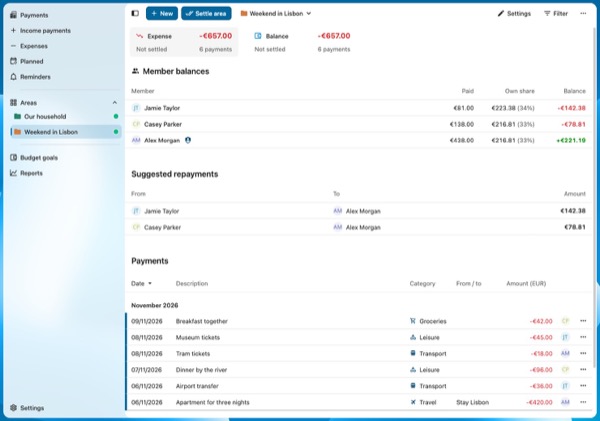 Payments
Income payments
Expenses
Planned
Reminders
Areas
Our household
Weekend in Lisbon
Budget goals
Reports
Settings
New Settle area Weekend in Lisbon Settings Filter
Expense -€657.00 Balance -€657.00
Not settled 6 payments Not settled 6 payments
Member balances
Member Paid Own share Balance
JT Jamie Taylor €81.00 €223.38 (34%) -€142.38
CP Casey Parker €138.00 €216.81 (33%) -€78.81
AM Alex Morgan €438.00 €216.81 (33%) +€221.19
Suggested repayments
From To Amount
JT Jamie Taylor AM Alex Morgan €142.38
CP Casey Parker AM Alex Morgan €78.81
Payments
Date Description Category From / to Amount (EUR)
November 2026
09/11/2026 Breakfast together Groceries -€42.00 CP
08/11/2026 Museum tickets Leisure -€45.00 JT
08/11/2026 Tram tickets Transport -€18.00 AM
07/11/2026 Dinner by the river Leisure -€96.00 CP
06/11/2026 Airport transfer Transport -€36.00 JT
06/11/2026 Apartment for three nights Travel Stay Lisbon -€420.00 AM